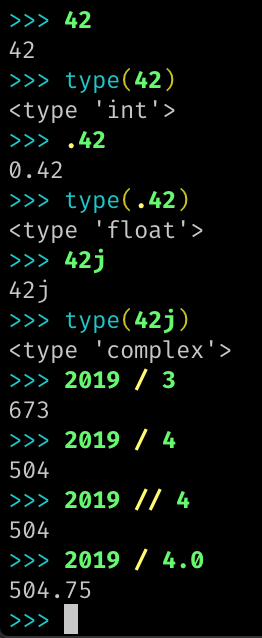 >>> 42
42
>>> type(42)
<type 'int'>
>>> .42
0.42
>>> type(.42)
<type 'float'>
>>> 42j
42j
>>> type(42j)
<type 'complex'>
>>> 2019 / 3
673
>>> 2019 / 4
504
>>> 2019 // 4
504
>>> 2019 / 4.0
504.75
>>>